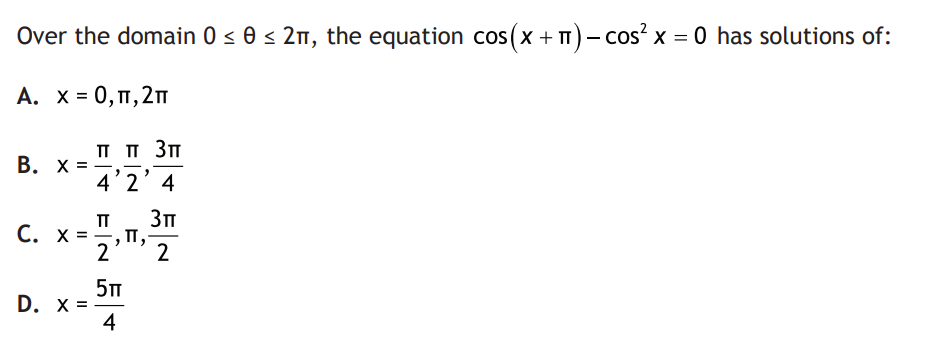 Over the domain 0 ≤ θ ≤ 2π, the equation cos(x + π) – cos² x = 0 has solutions of:
A. x = 0, π, 2π
B. x = π/4, π/2, 3π/4
C. x = π/2, π, 3π/2
D. x = 5π/4